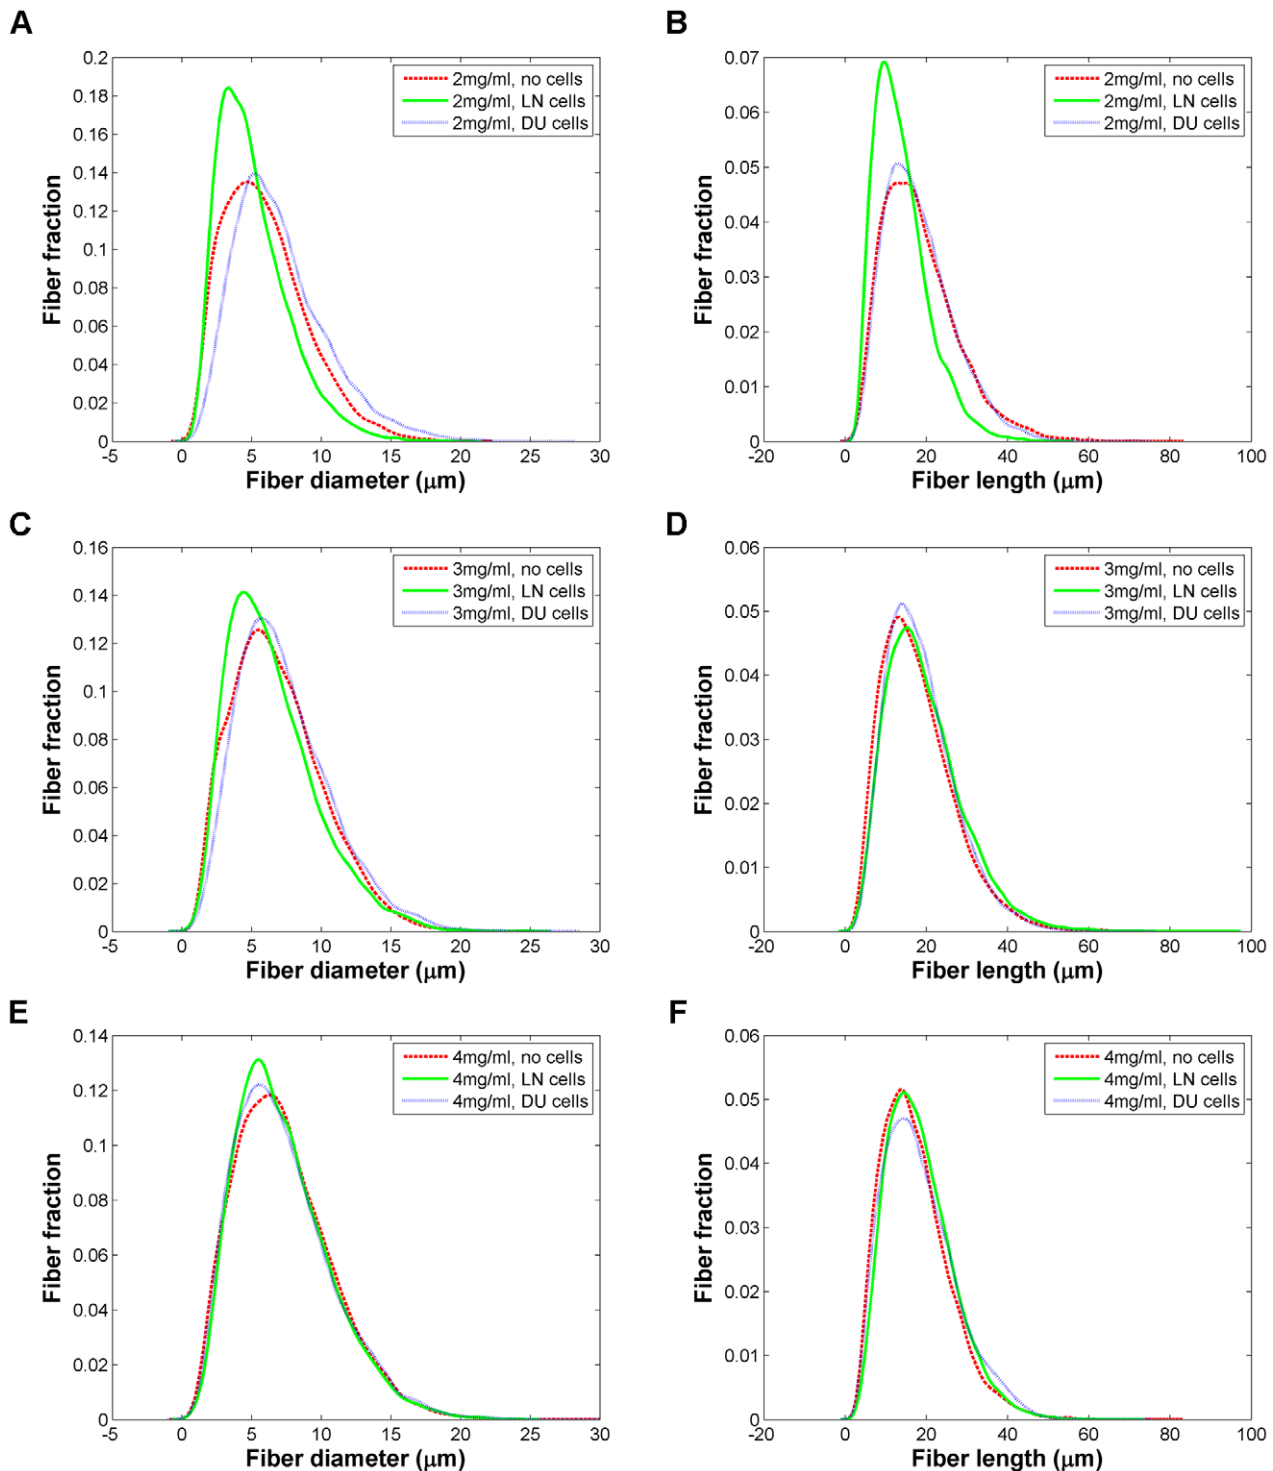 A
0.2
0.18
0.16
0.14
0.12
0.1
0.08
0.06
0.04
0.02
0
-5 0 5 10 15 20 25 30
Fiber fraction
Fiber diameter (μm)
2mg/ml, no cells
2mg/ml, LN cells
2mg/ml, DU cells
B
0.07
0.06
0.05
0.04
0.03
0.02
0.01
0
-20 0 20 40 60 80 100
Fiber fraction
Fiber length (μm)
2mg/ml, no cells
2mg/ml, LN cells
2mg/ml, DU cells
C
0.16
0.14
0.12
0.1
0.08
0.06
0.04
0.02
0
-5 0 5 10 15 20 25 30
Fiber fraction
Fiber diameter (μm)
3mg/ml, no cells
3mg/ml, LN cells
3mg/ml, DU cells
D
0.06
0.05
0.04
0.03
0.02
0.01
0
-20 0 20 40 60 80 100
Fiber fraction
Fiber length (μm)
3mg/ml, no cells
3mg/ml, LN cells
3mg/ml, DU cells
E
0.14
0.12
0.1
0.08
0.06
0.04
0.02
0
-5 0 5 10 15 20 25 30
Fiber fraction
Fiber diameter (μm)
4mg/ml, no cells
4mg/ml, LN cells
4mg/ml, DU cells
F
0.06
0.05
0.04
0.03
0.02
0.01
0
-20 0 20 40 60 80 100
Fiber fraction
Fiber length (μm)
4mg/ml, no cells
4mg/ml, LN cells
4mg/ml, DU cells